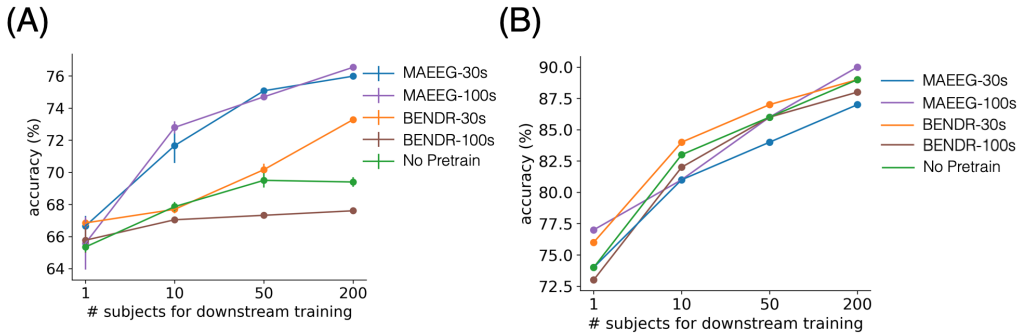 (A)
76
74
72
70
68
66
64
accuracy (%)
1 10 50 200
# subjects for downstream training
MAEEG-30s
MAEEG-100s
BENDR-30s
BENDR-100s
No Pretrain
(B)
90.0
87.5
85.0
82.5
80.0
77.5
75.0
72.5
accuracy (%)
1 10 50 200
# subjects for downstream training
MAEEG-30s
MAEEG-100s
BENDR-30s
BENDR-100s
No Pretrain